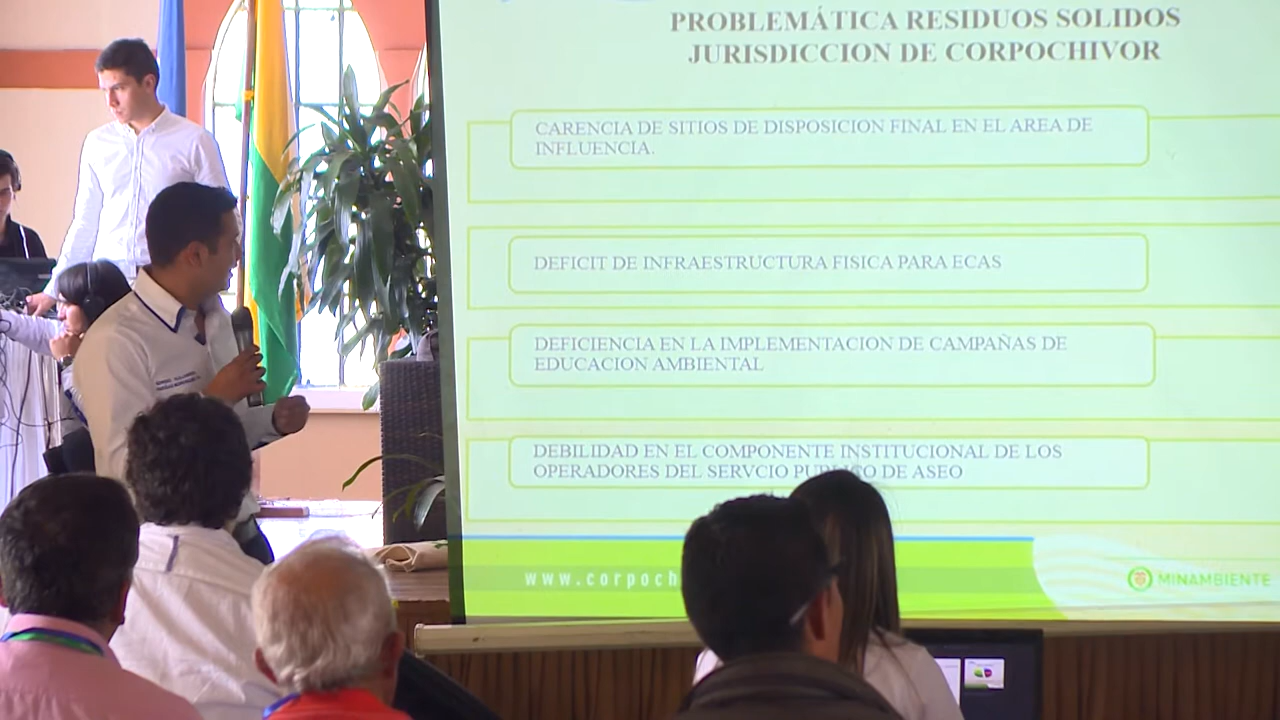 PROBLEMÁTICA RESIDUOS SOLIDOS
JURISDICCION DE CORPOCHIVOR
CARENCIA DE SITIOS DE DISPOSICION FINAL EN EL AREA DE
INFLUENCIA.
DEFICIT DE INFRAESTRUCTURA FISICA PARA ECAS
DEFICIENCIA EN LA IMPLEMENTACION DE CAMPAÑAS DE
EDUCACION AMBIENTAL
DEBILIDAD EN EL COMPONENTE INSTITUCIONAL DE LOS
OPERADORES DEL SERVCIO PUBLICO DE ASEO
www.corpoch
MINAMBIENTE